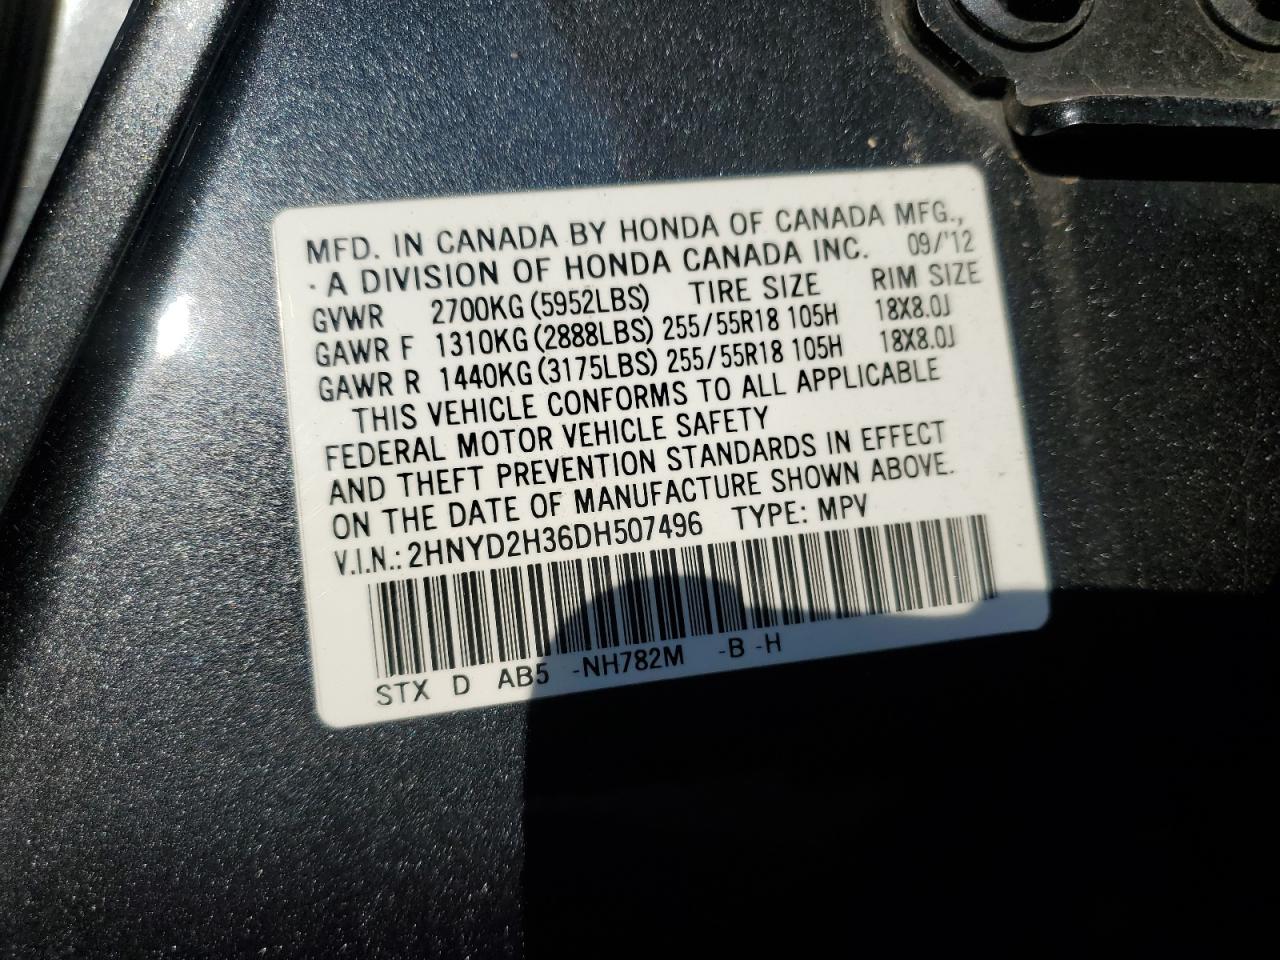 MFD. IN CANADA BY HONDA OF CANADA MFG.,
. A DIVISION OF HONDA CANADA INC. 09/'12
GVWR 2700KG (5952LBS) TIRE SIZE RIM SIZE
GAWR F 1310KG (2888LBS) 255/55R18 105H 18X8.0J
GAWR R 1440KG (3175LBS) 255/55R18 105H 18X8.0J
THIS VEHICLE CONFORMS TO ALL APPLICABLE
FEDERAL MOTOR VEHICLE SAFETY
AND THEFT PREVENTION STANDARDS IN EFFECT
ON THE DATE OF MANUFACTURE SHOWN ABOVE.
V.I.N.: 2HNYD2H36DH507496 TYPE: MPV
STX D AB5 -NH782M -B -H